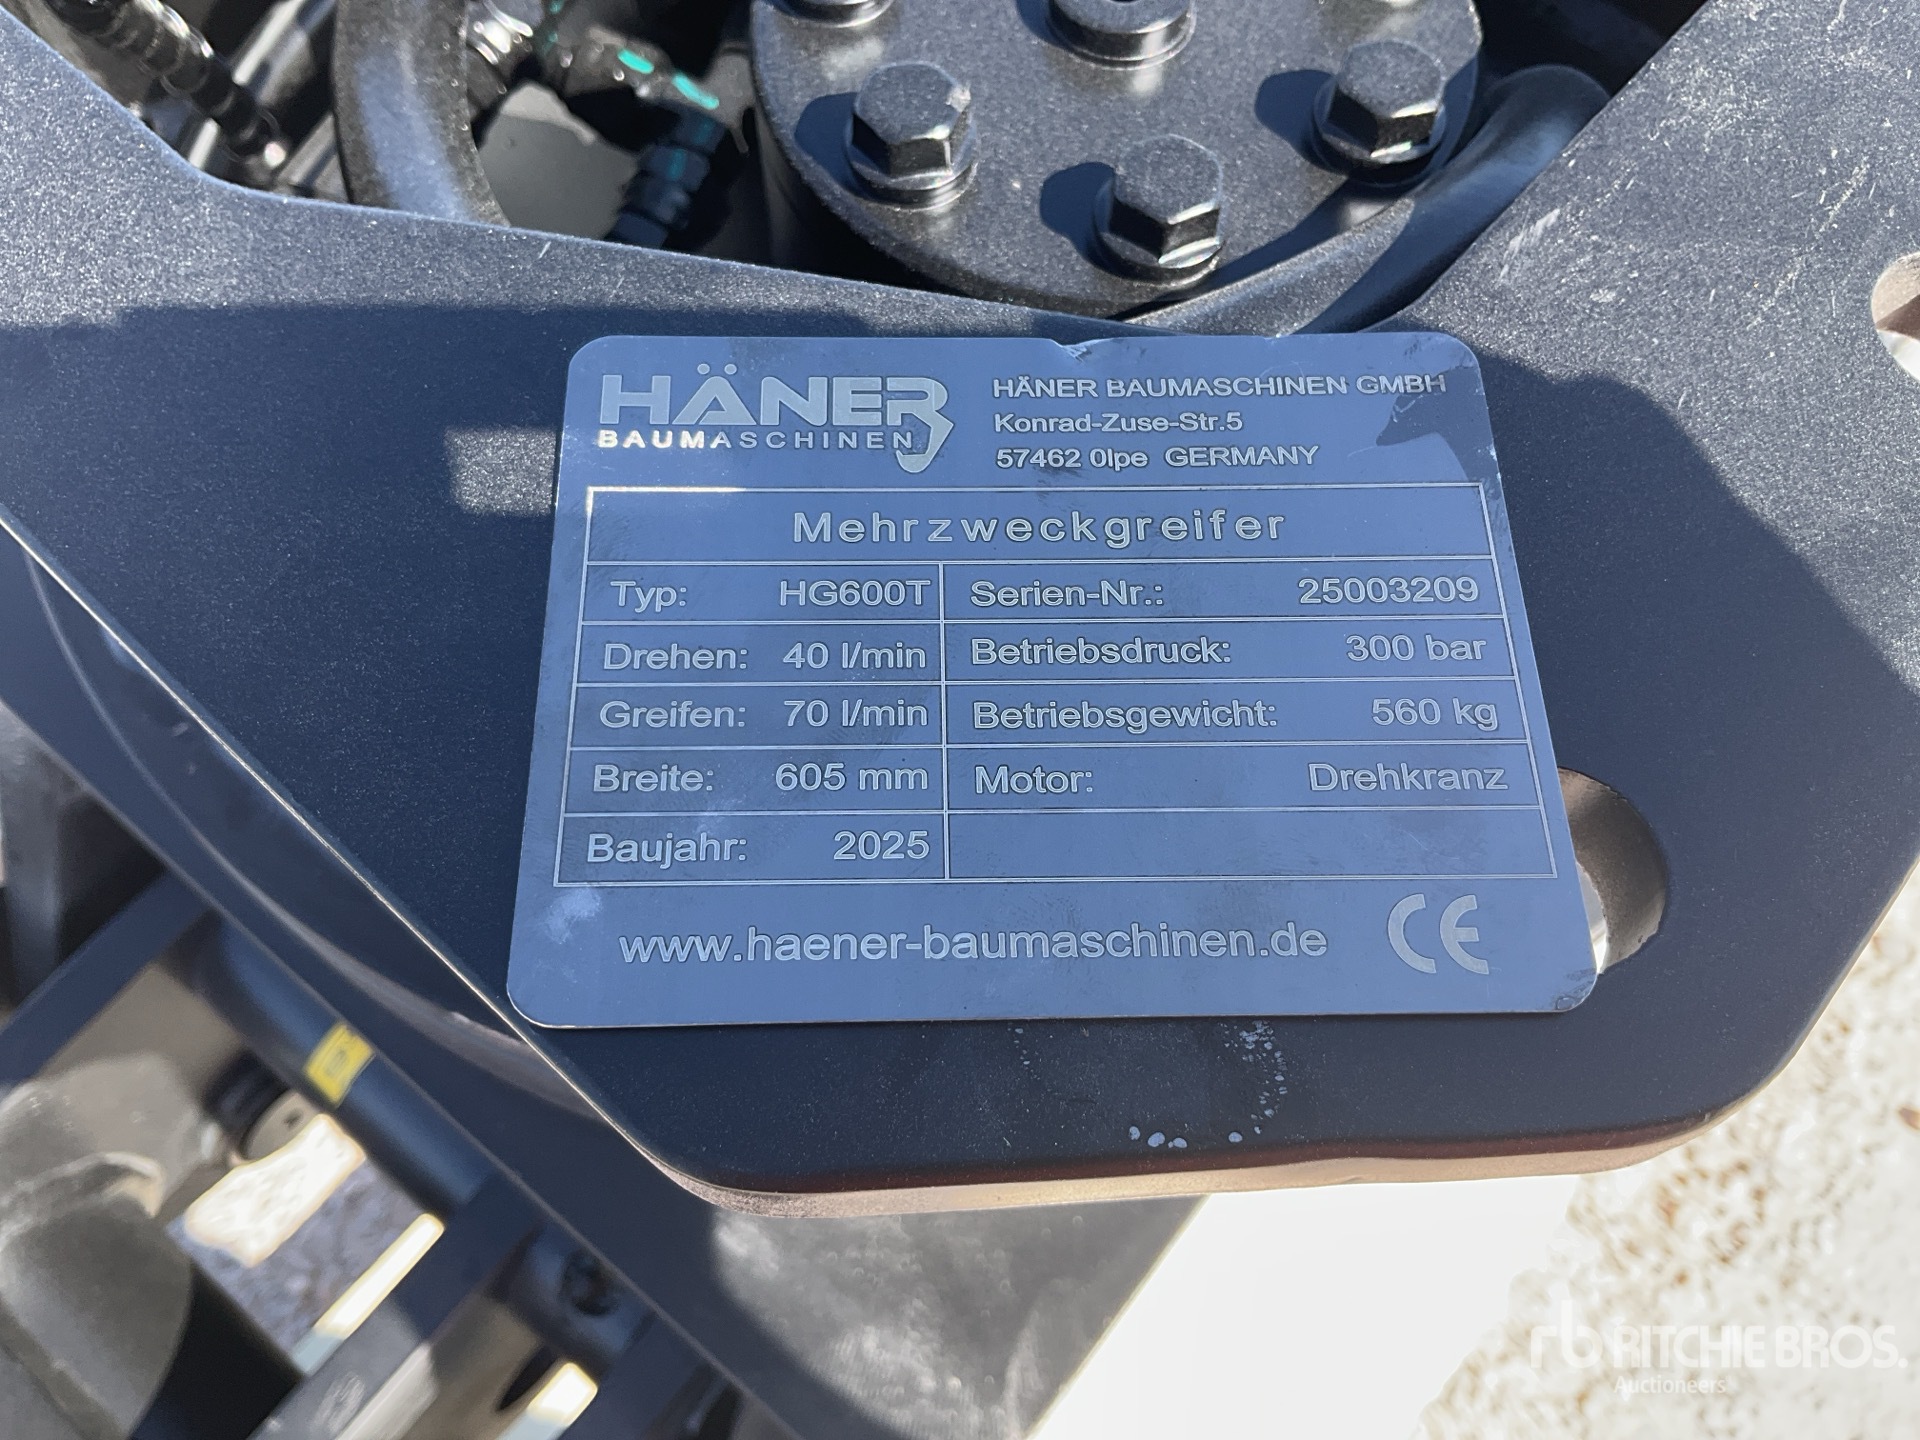 HÄNER
BAUMASCHINEN
HÄNER BAUMASCHINEN GMBH
Konrad-Zuse-Str.5
57462 Olpe GERMANY
Mehrzweckgreifer
Typ: HG600T Serien-Nr.: 25003209
Drehen: 40 l/min Betriebsdruck: 300 bar
Greifen: 70 l/min Betriebsgewicht: 560 kg
Breite: 605 mm Motor: Drehkranz
Baujahr: 2025
www.haener-baumaschinen.de CE
rb RITCHIE BROS.
Auctioneers